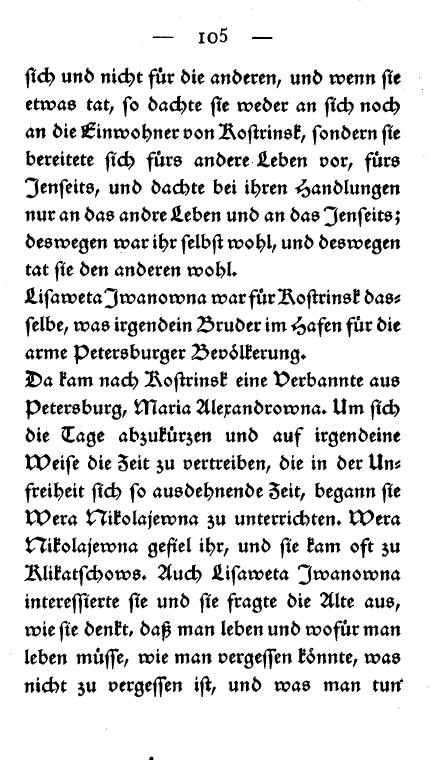 — 105 —
sich und nicht für die anderen, und wenn sie
etwas tat, so dachte sie weder an sich noch
an die Einwohner von Kostrinsk, sondern sie
bereitete sich fürs andere Leben vor, fürs
Jenseits, und dachte bei ihren Handlungen
nur an das andre Leben und an das Jenseits;
deswegen war ihr selbst wohl, und deswegen
tat sie den anderen wohl.
Lisaweta Jwanowna war für Kostrinsk das-
selbe, was irgendein Bruder im Hafen für die
arme Petersburger Bevölkerung.
Da kam nach Kostrinsk eine Verbannte aus
Petersburg, Maria Alexandrowna. Um sich
die Tage abzukürzen und auf irgendeine
Weise die Zeit zu vertreiben, die in der Un-
freiheit sich so ausdehnende Zeit, begann sie
Wera Nikolajewna zu unterrichten. Wera
Nikolajewna gefiel ihr, und sie kam oft zu
Klikatschows. Auch Lisaweta Jwanowna
interessierte sie und sie fragte die Alte aus,
wie sie denkt, daß man leben und wofür man
leben müsse, wie man vergessen könnte, was
nicht zu vergessen ist, und was man tun